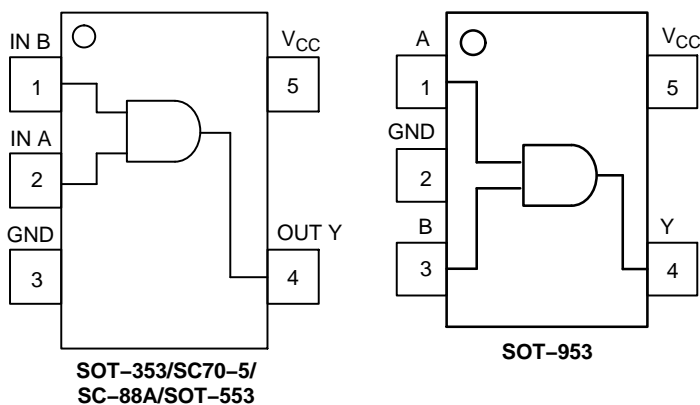 IN B
1
IN A
2
GND
3
VCC
5
OUT Y
4
SOT−353/SC70−5/
SC−88A/SOT−553
A
1
GND
2
B
3
VCC
5
Y
4
SOT−953